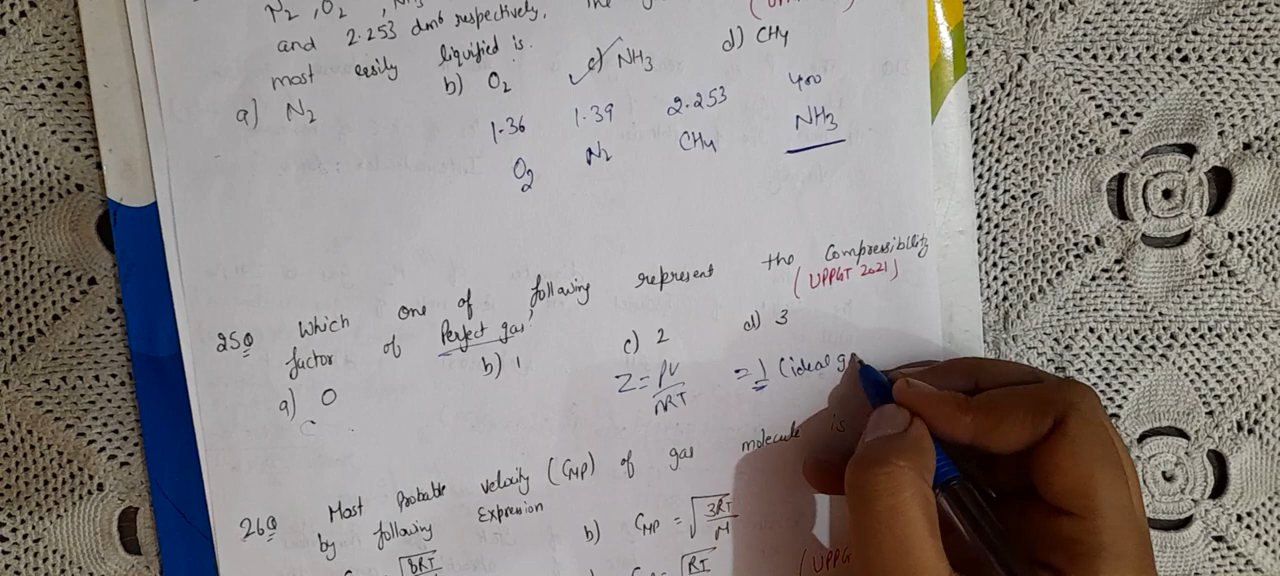 N2, O2
and 2.253 dm6 respectively. the
most easily liquified is.
a) N2 b) O2 c) NH3 d) CH4
1.36 1.39 2.253 400
O2 N2 CH4 NH3
25Q Which one of following represent the Compressibility
factor of Perfect gas? (UPPGT 2021)
a) 0 b) 1 c) 2 d) 3
Z = PV/nRT = 1 (ideal g
26Q Most Probable velocity (CMP) of gas molecule is
by following Expression
b) CMP = √3RT/M
√8RT √RT (UPPG